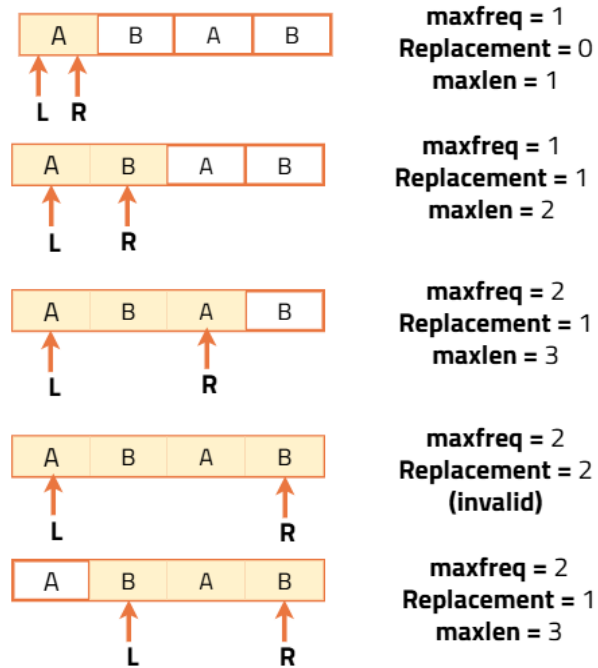 A B A B
L R
maxfreq = 1
Replacement = 0
maxlen = 1
A B A B
L R
maxfreq = 1
Replacement = 1
maxlen = 2
A B A B
L R
maxfreq = 2
Replacement = 1
maxlen = 3
A B A B
L R
maxfreq = 2
Replacement = 2
(invalid)
A B A B
L R
maxfreq = 2
Replacement = 1
maxlen = 3